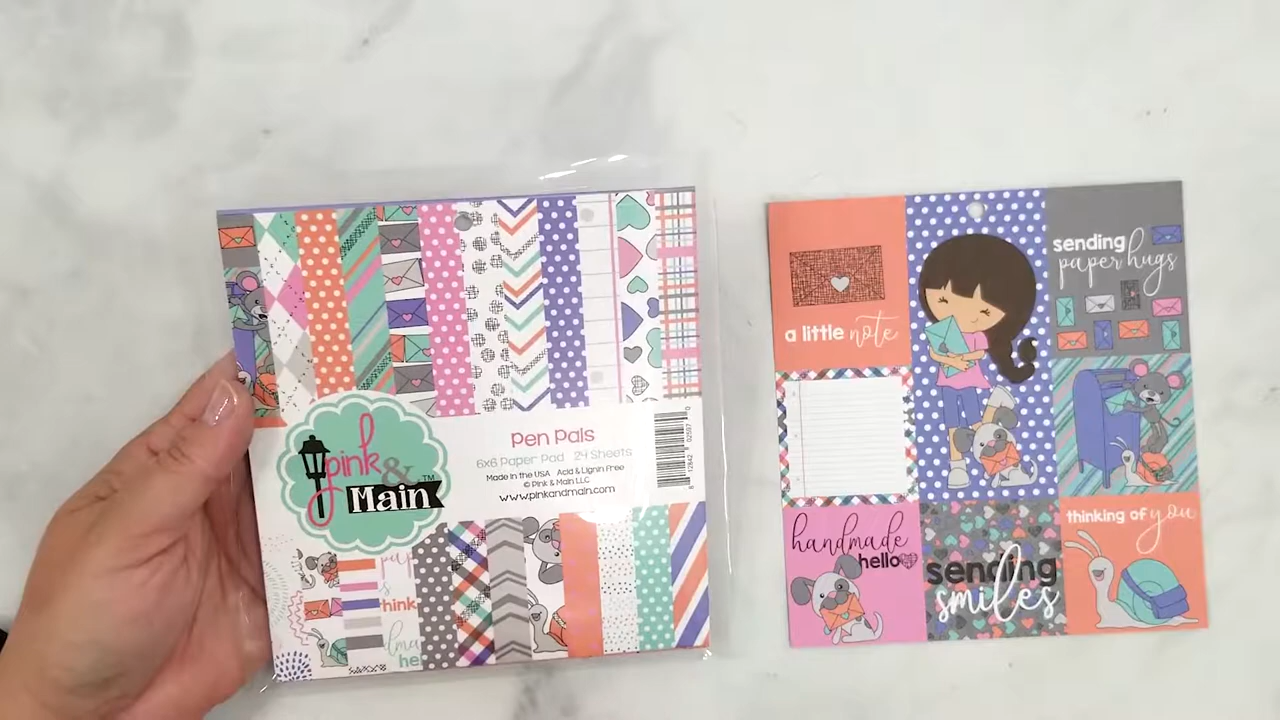 pink
&
Main™
Pen Pals
6x6 Paper Pad 24 Sheets
Made in the USA Acid & Lignin Free
© Pink & Main LLC
www.pinkandmain.com
a little note
sending
paper hugs
handmade
hello
sending
smiles
thinking of you